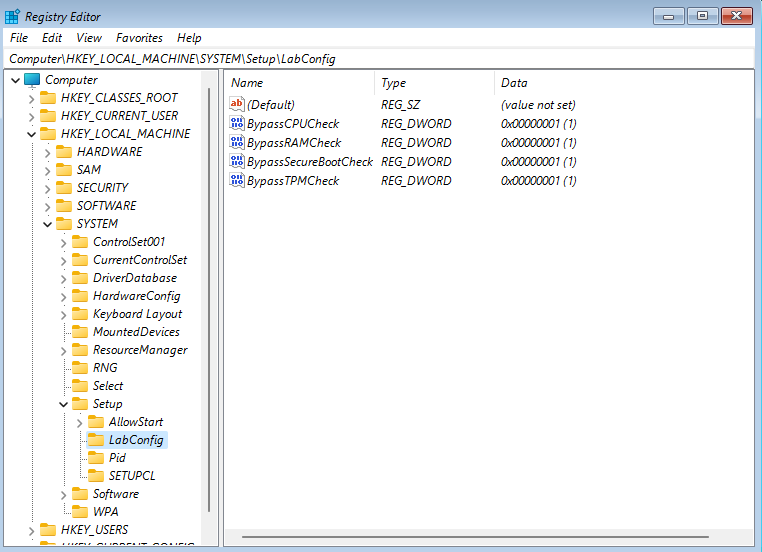 Registry Editor
File Edit View Favorites Help
Computer\HKEY_LOCAL_MACHINE\SYSTEM\Setup\LabConfig
Computer
HKEY_CLASSES_ROOT
HKEY_CURRENT_USER
HKEY_LOCAL_MACHINE
HARDWARE
SAM
SECURITY
SOFTWARE
SYSTEM
ControlSet001
CurrentControlSet
DriverDatabase
HardwareConfig
Keyboard Layout
MountedDevices
ResourceManager
RNG
Select
Setup
AllowStart
LabConfig
Pid
SETUPCL
Software
WPA
HKEY_USERS
HKEY_CURRENT_CONFIG
Name Type Data
ab (Default) REG_SZ (value not set)
BypassCPUCheck REG_DWORD 0x00000001 (1)
BypassRAMCheck REG_DWORD 0x00000001 (1)
BypassSecureBootCheck REG_DWORD 0x00000001 (1)
BypassTPMCheck REG_DWORD 0x00000001 (1)